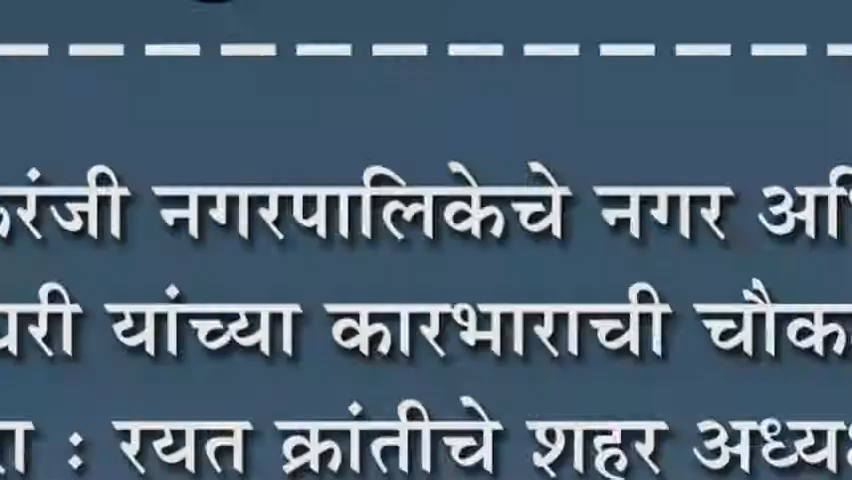 रंजी नगरपालिकेचे नगर
यांच्या कारभाराची
: रयत क्रांतीचे शहर